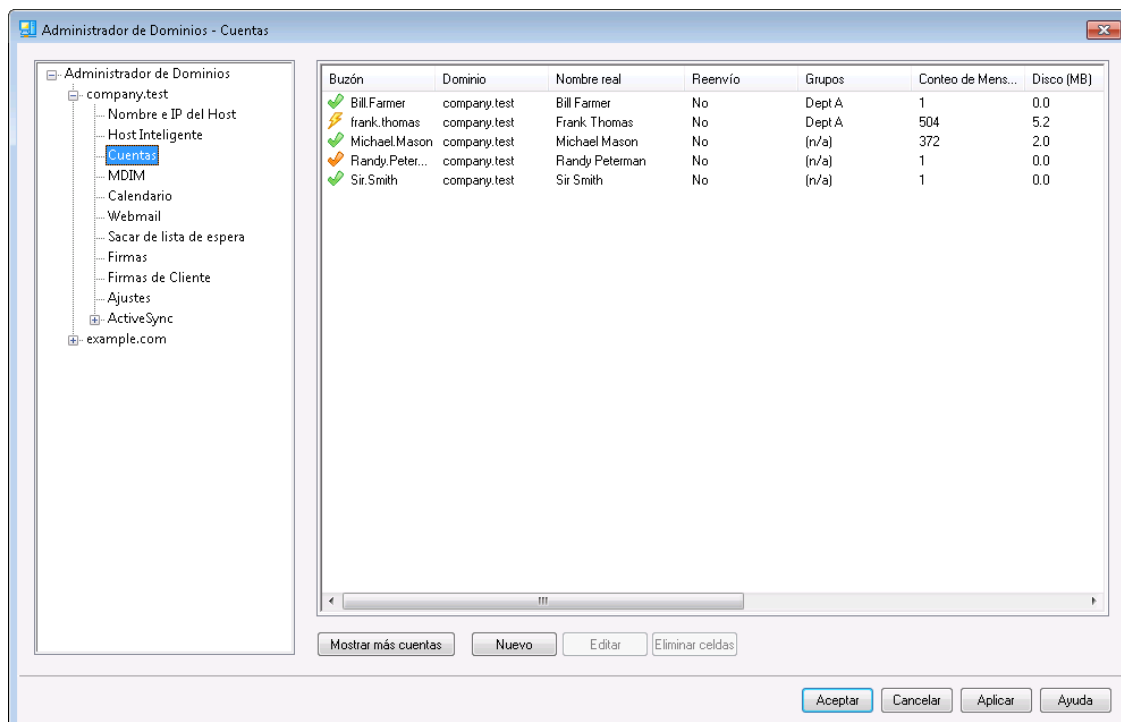 Administrador de Dominios - Cuentas
Administrador de Dominios
company.test
Nombre e IP del Host
Host Inteligente
Cuentas
MDIM
Calendario
Webmail
Sacar de lista de espera
Firmas
Firmas de Cliente
Ajustes
ActiveSync
example.com
Buzón Dominio Nombre real Reenvío Grupos Conteo de Mens... Disco (MB)
Bill.Farmer company.test Bill Farmer No Dept A 1 0.0
frank.thomas company.test Frank Thomas No Dept A 504 5.2
Michael.Mason company.test Michael Mason No (n/a) 372 2.0
Randy.Peter... company.test Randy Peterman No (n/a) 1 0.0
Sir.Smith company.test Sir Smith No (n/a) 1 0.0
Mostrar más cuentas Nuevo Editar Eliminar celdas
Aceptar Cancelar Aplicar Ayuda